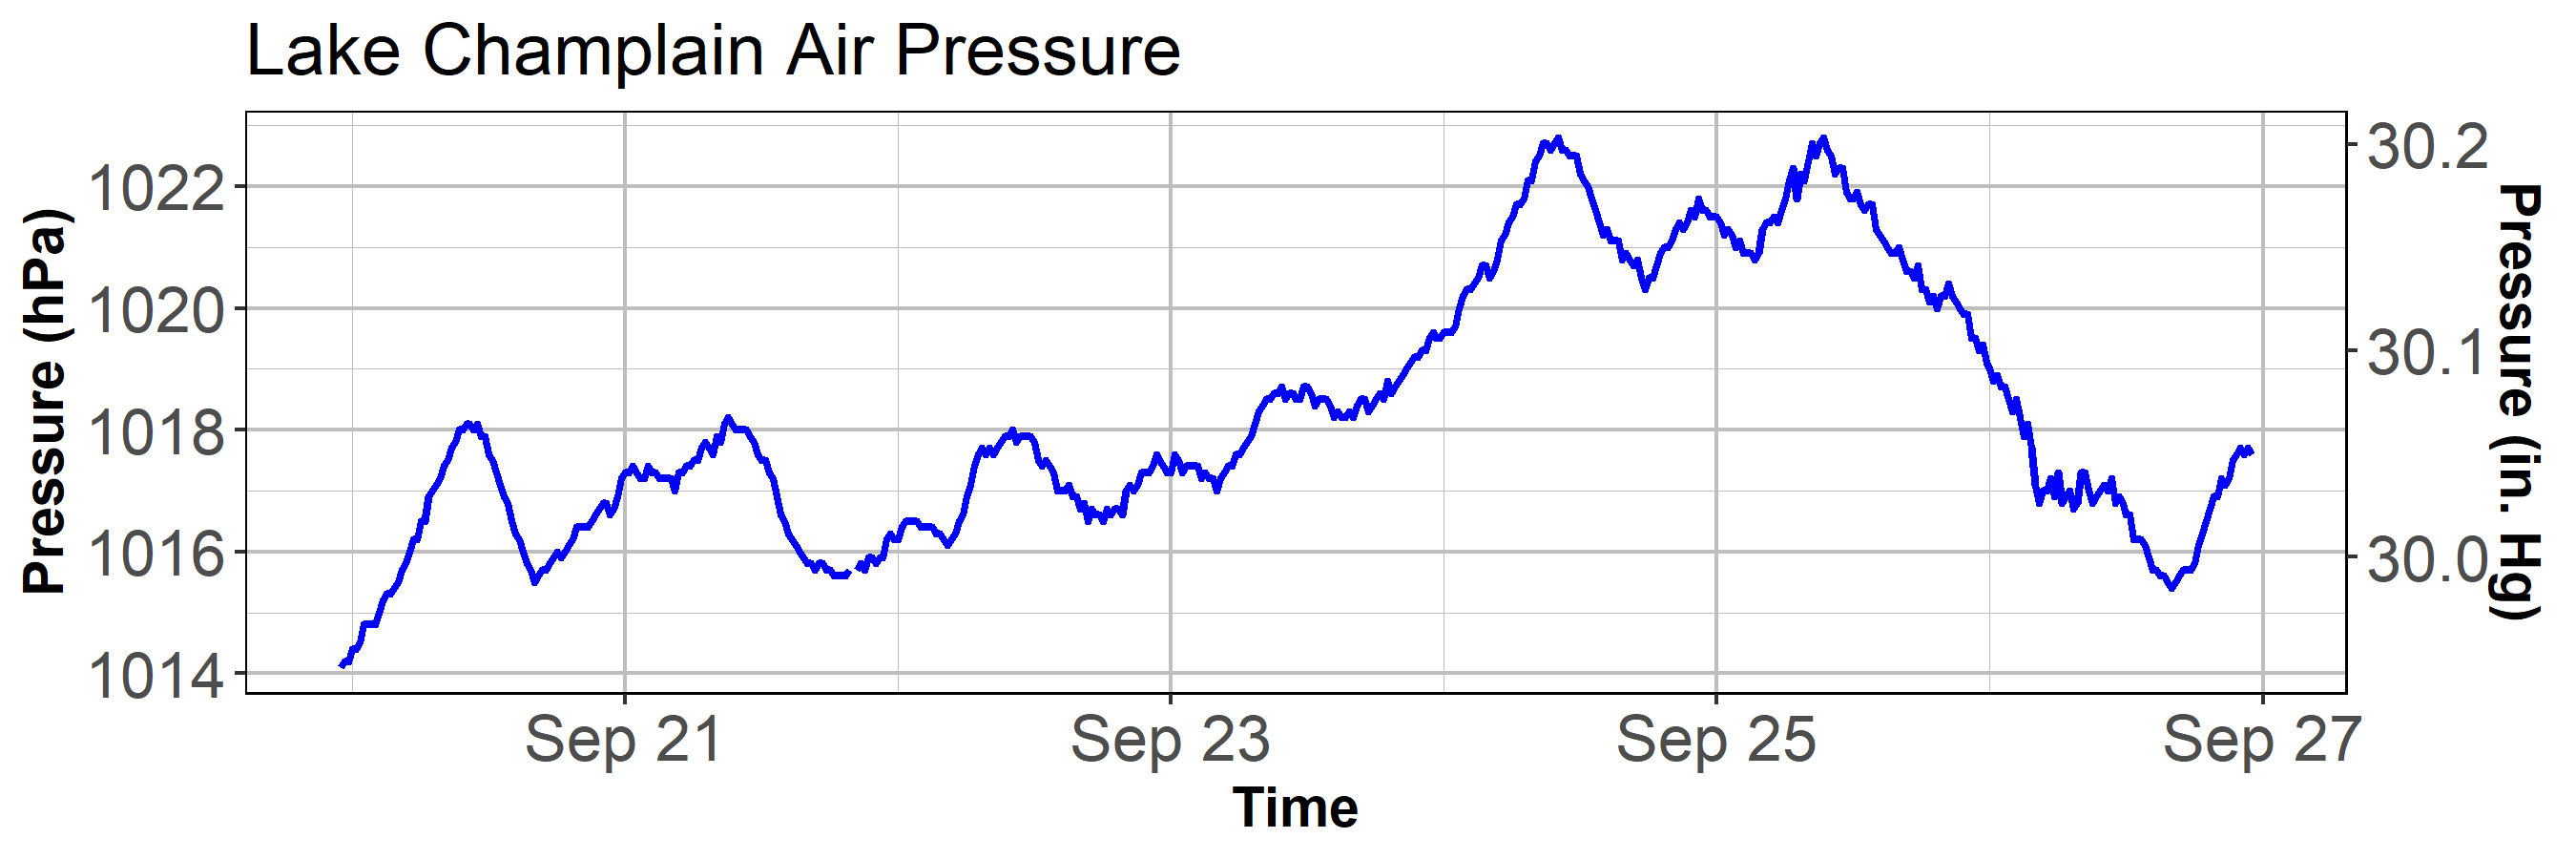 Lake Champlain Air Pressure
Pressure (hPa)
1022
1020
1018
1016
1014
30.2
30.1
30.0
Pressure (in. Hg)
Sep 21
Sep 23
Sep 25
Sep 27
Time